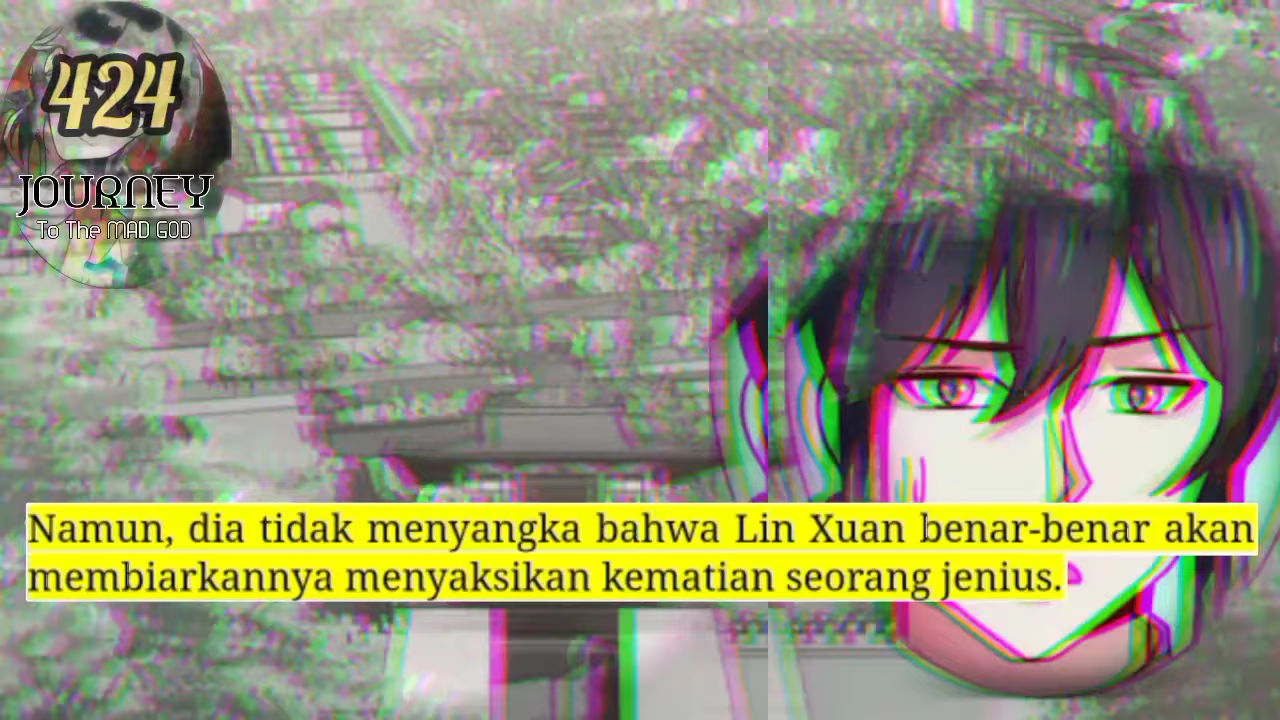 424
JOURNEY
To The MAD GOD
Namun, dia tidak menyangka bahwa Lin Xuan benar-benar akan
membiarkannya menyaksikan kematian seorang jenius.